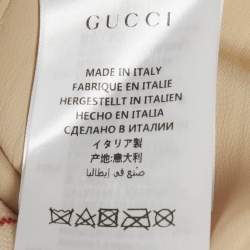 GUCCI
MADE IN ITALY
FABRIQUE EN ITALIE
HERGESTELLT IN ITALIEN
HECHO EN ITALIA
СДЕЛАНО В ИТАЛИИ
イタリア製
产地:意大利
صنع في إيطاليا